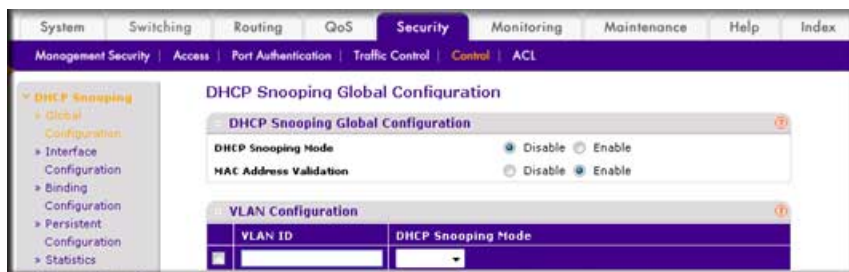 System Switching Routing QoS Security Monitoring Maintenance Help Index
Management Security | Access | Port Authentication | Traffic Control | Control | ACL
DHCP Snooping
Global
Configuration
Interface
Configuration
Binding
Configuration
Persistent
Configuration
Statistics
DHCP Snooping Global Configuration
DHCP Snooping Global Configuration
DHCP Snooping Mode Disable Enable
MAC Address Validation Disable Enable
VLAN Configuration
VLAN ID DHCP Snooping Mode